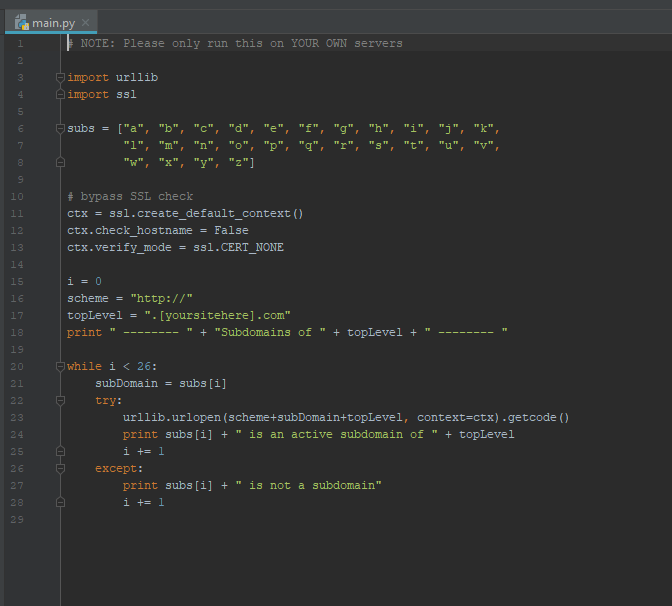 main.py
1 # NOTE: Please only run this on YOUR OWN servers
2
3 import urllib
4 import ssl
5
6 subs = ["a", "b", "c", "d", "e", "f", "g", "h", "i", "j", "k",
7         "l", "m", "n", "o", "p", "q", "r", "s", "t", "u", "v",
8         "w", "x", "y", "z"]
9
10 # bypass SSL check
11 ctx = ssl.create_default_context()
12 ctx.check_hostname = False
13 ctx.verify_mode = ssl.CERT_NONE
14
15 i = 0
16 scheme = "http://"
17 topLevel = ".[yoursitehere].com"
18 print " -------- " + "Subdomains of " + topLevel + " -------- "
19
20 while i < 26:
21     subDomain = subs[i]
22     try:
23         urllib.urlopen(scheme+subDomain+topLevel, context=ctx).getcode()
24         print subs[i] + " is an active subdomain of " + topLevel
25         i += 1
26     except:
27         print subs[i] + " is not a subdomain"
28         i += 1
29